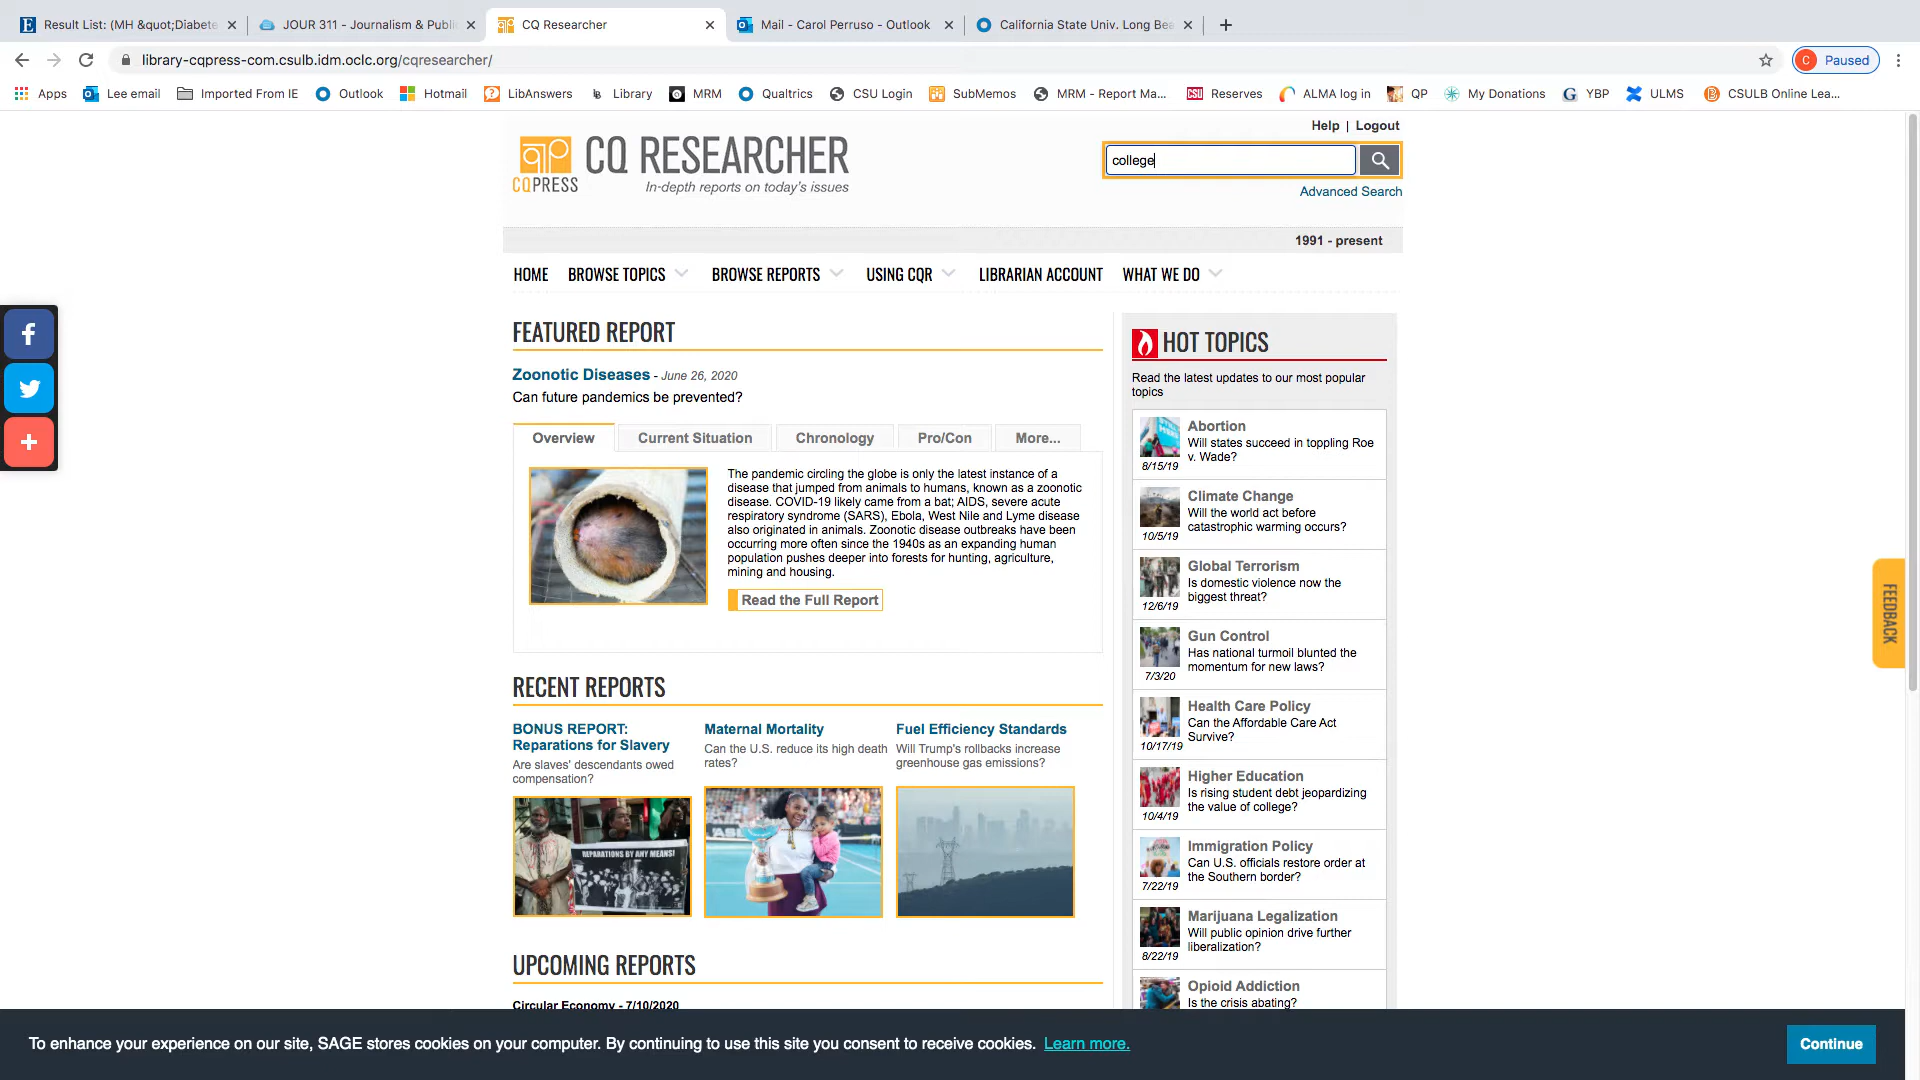 Result List: (MH &quot;Diabete
JOUR 311 - Journalism & Public
CQ Researcher
Mail - Carol Perruso - Outlook
California State Univ. Long Bea
library-cqpress-com.csulb.idm.oclc.org/cqresearcher/
C Paused
Apps
Lee email
Imported From IE
Outlook
Hotmail
LibAnswers
Library
MRM
Qualtrics
CSU Login
SubMemos
MRM - Report Ma...
Reserves
ALMA log in
QP
My Donations
YBP
ULMS
CSULB Online Lea...
Help | Logout
CQ RESEARCHER
CQPRESS
In-depth reports on today's issues
college
Advanced Search
1991 - present
HOME
BROWSE TOPICS
BROWSE REPORTS
USING CQR
LIBRARIAN ACCOUNT
WHAT WE DO
FEATURED REPORT
Zoonotic Diseases - June 26, 2020
Can future pandemics be prevented?
Overview
Current Situation
Chronology
Pro/Con
More...
The pandemic circling the globe is only the latest instance of a
disease that jumped from animals to humans, known as a zoonotic
disease. COVID-19 likely came from a bat; AIDS, severe acute
respiratory syndrome (SARS), Ebola, West Nile and Lyme disease
also originated in animals. Zoonotic disease outbreaks have been
occurring more often since the 1940s as an expanding human
population pushes deeper into forests for hunting, agriculture,
mining and housing.
Read the Full Report
RECENT REPORTS
BONUS REPORT:
Reparations for Slavery
Are slaves' descendants owed
compensation?
REPARATIONS BY ANY MEANS!
Maternal Mortality
Can the U.S. reduce its high death
rates?
Fuel Efficiency Standards
Will Trump's rollbacks increase
greenhouse gas emissions?
UPCOMING REPORTS
Circular Economy - 7/10/2020
HOT TOPICS
Read the latest updates to our most popular
topics
Abortion
Will states succeed in toppling Roe
v. Wade?
8/15/19
Climate Change
Will the world act before
catastrophic warming occurs?
10/5/19
Global Terrorism
Is domestic violence now the
biggest threat?
12/6/19
Gun Control
Has national turmoil blunted the
momentum for new laws?
7/3/20
Health Care Policy
Can the Affordable Care Act
Survive?
10/17/19
Higher Education
Is rising student debt jeopardizing
the value of college?
10/4/19
Immigration Policy
Can U.S. officials restore order at
the Southern border?
7/22/19
Marijuana Legalization
Will public opinion drive further
liberalization?
8/22/19
Opioid Addiction
Is the crisis abating?
FEEDBACK
To enhance your experience on our site, SAGE stores cookies on your computer. By continuing to use this site you consent to receive cookies. Learn more.
Continue